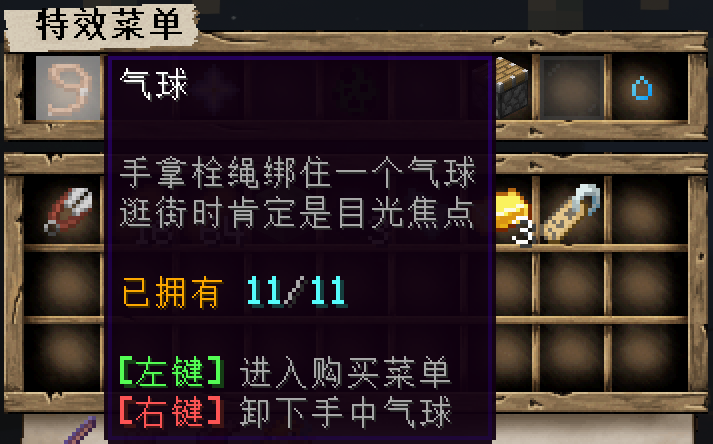 特效菜单
气球
手拿栓绳绑住一个气球
逛街时肯定是目光焦点
已拥有 11/11
3
[左键] 进入购买菜单
[右键] 卸下手中气球